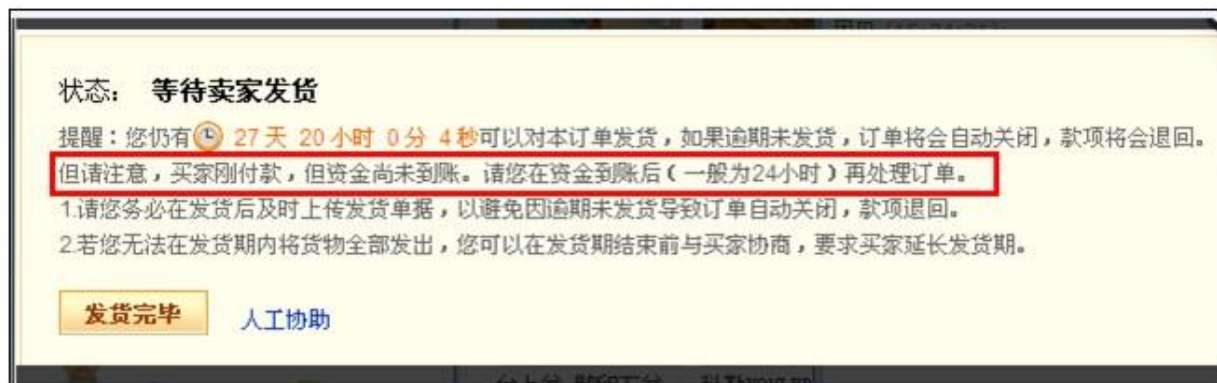 状态： 等待卖家发货
提醒：您仍有 27 天 20 小时 0 分 4 秒可以对本订单发货，如果逾期未发货，订单将会自动关闭，款项将会退回。
但请注意，买家刚付款，但资金尚未到账。请您在资金到账后（一般为24小时）再处理订单。
1.请您务必在发货后及时上传发货单据，以避免因逾期未发货导致订单自动关闭，款项退回。
2.若您无法在发货期内将货物全部发出，您可以在发货期结束前与买家协商，要求买家延长发货期。
发货完毕 人工协助